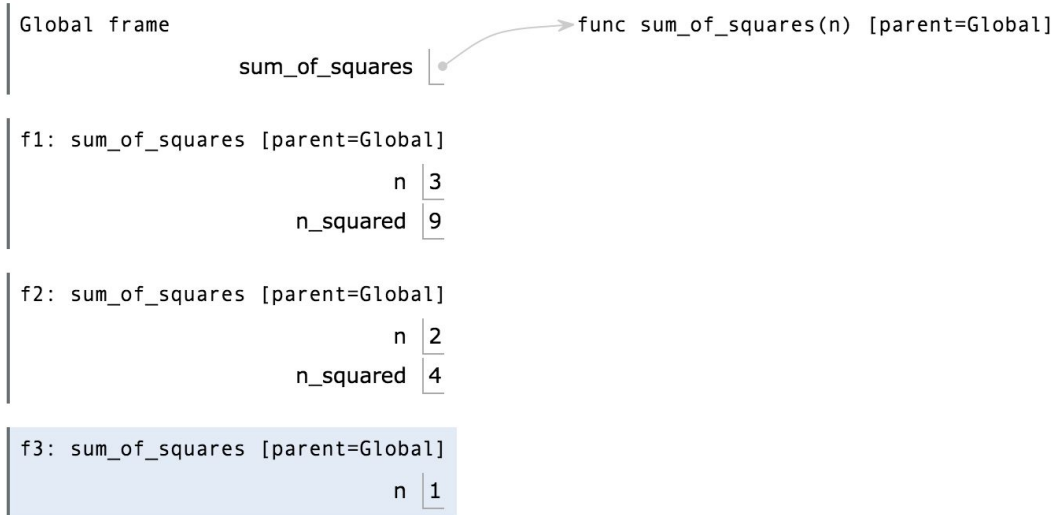 Global frame
func sum_of_squares(n) [parent=Global]
sum_of_squares
f1: sum_of_squares [parent=Global]
n 3
n_squared 9
f2: sum_of_squares [parent=Global]
n 2
n_squared 4
f3: sum_of_squares [parent=Global]
n 1